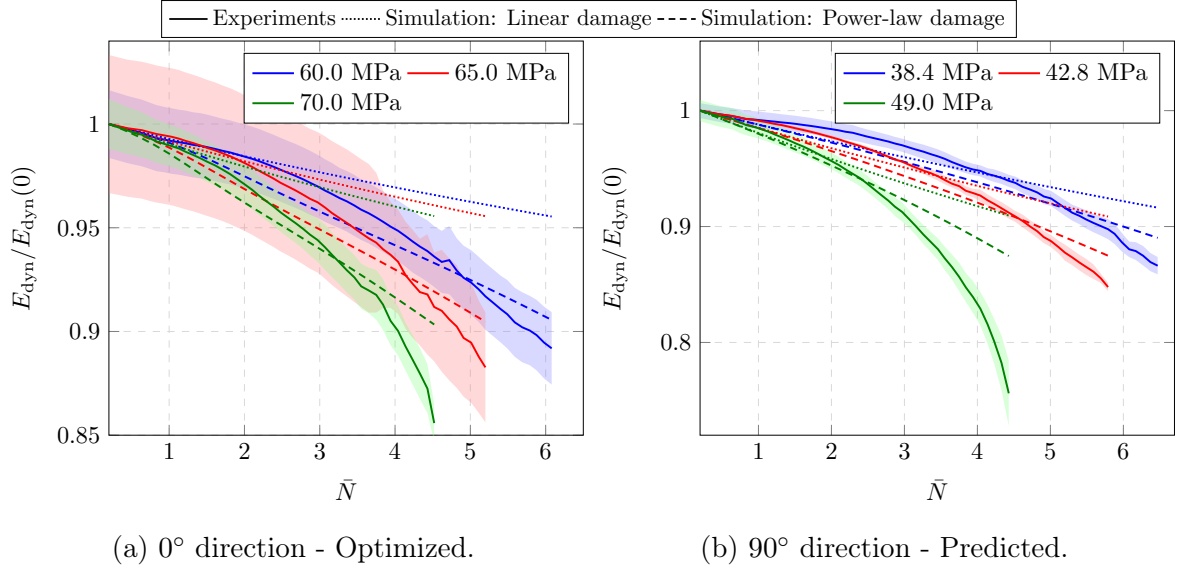 Experiments Simulation: Linear damage Simulation: Power-law damage
60.0 MPa 65.0 MPa
70.0 MPa
1
0.95
0.9
0.85
E_dyn/E_dyn(0)
1 2 3 4 5 6
N̄
(a) 0° direction - Optimized.
38.4 MPa 42.8 MPa
49.0 MPa
1
0.9
0.8
E_dyn/E_dyn(0)
1 2 3 4 5 6
N̄
(b) 90° direction - Predicted.